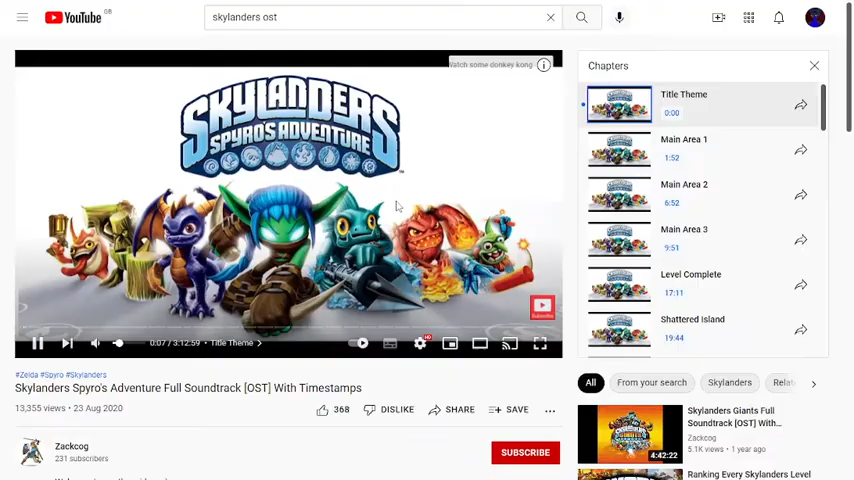 YouTube GB
skylanders ost
Watch some donkey kong
SKYLANDERS
SPYRO'S ADVENTURE
Subscribe
0:07 / 3:12:59 • Title Theme
HD
#Zelda #Spyro #Skylanders
Skylanders Spyro's Adventure Full Soundtrack [OST] With Timestamps
13,355 views • 23 Aug 2020
368
DISLIKE
SHARE
SAVE
Zackcog
231 subscribers
SUBSCRIBE
Chapters
Title Theme
0:00
Main Area 1
1:52
Main Area 2
6:52
Main Area 3
9:51
Level Complete
17:11
Shattered Island
19:44
All
From your search
Skylanders
Relat
Skylanders Giants Full
Soundtrack [OST] With...
Zackcog
5.1K views • 1 year ago
4:42:22
Ranking Every Skylanders Level